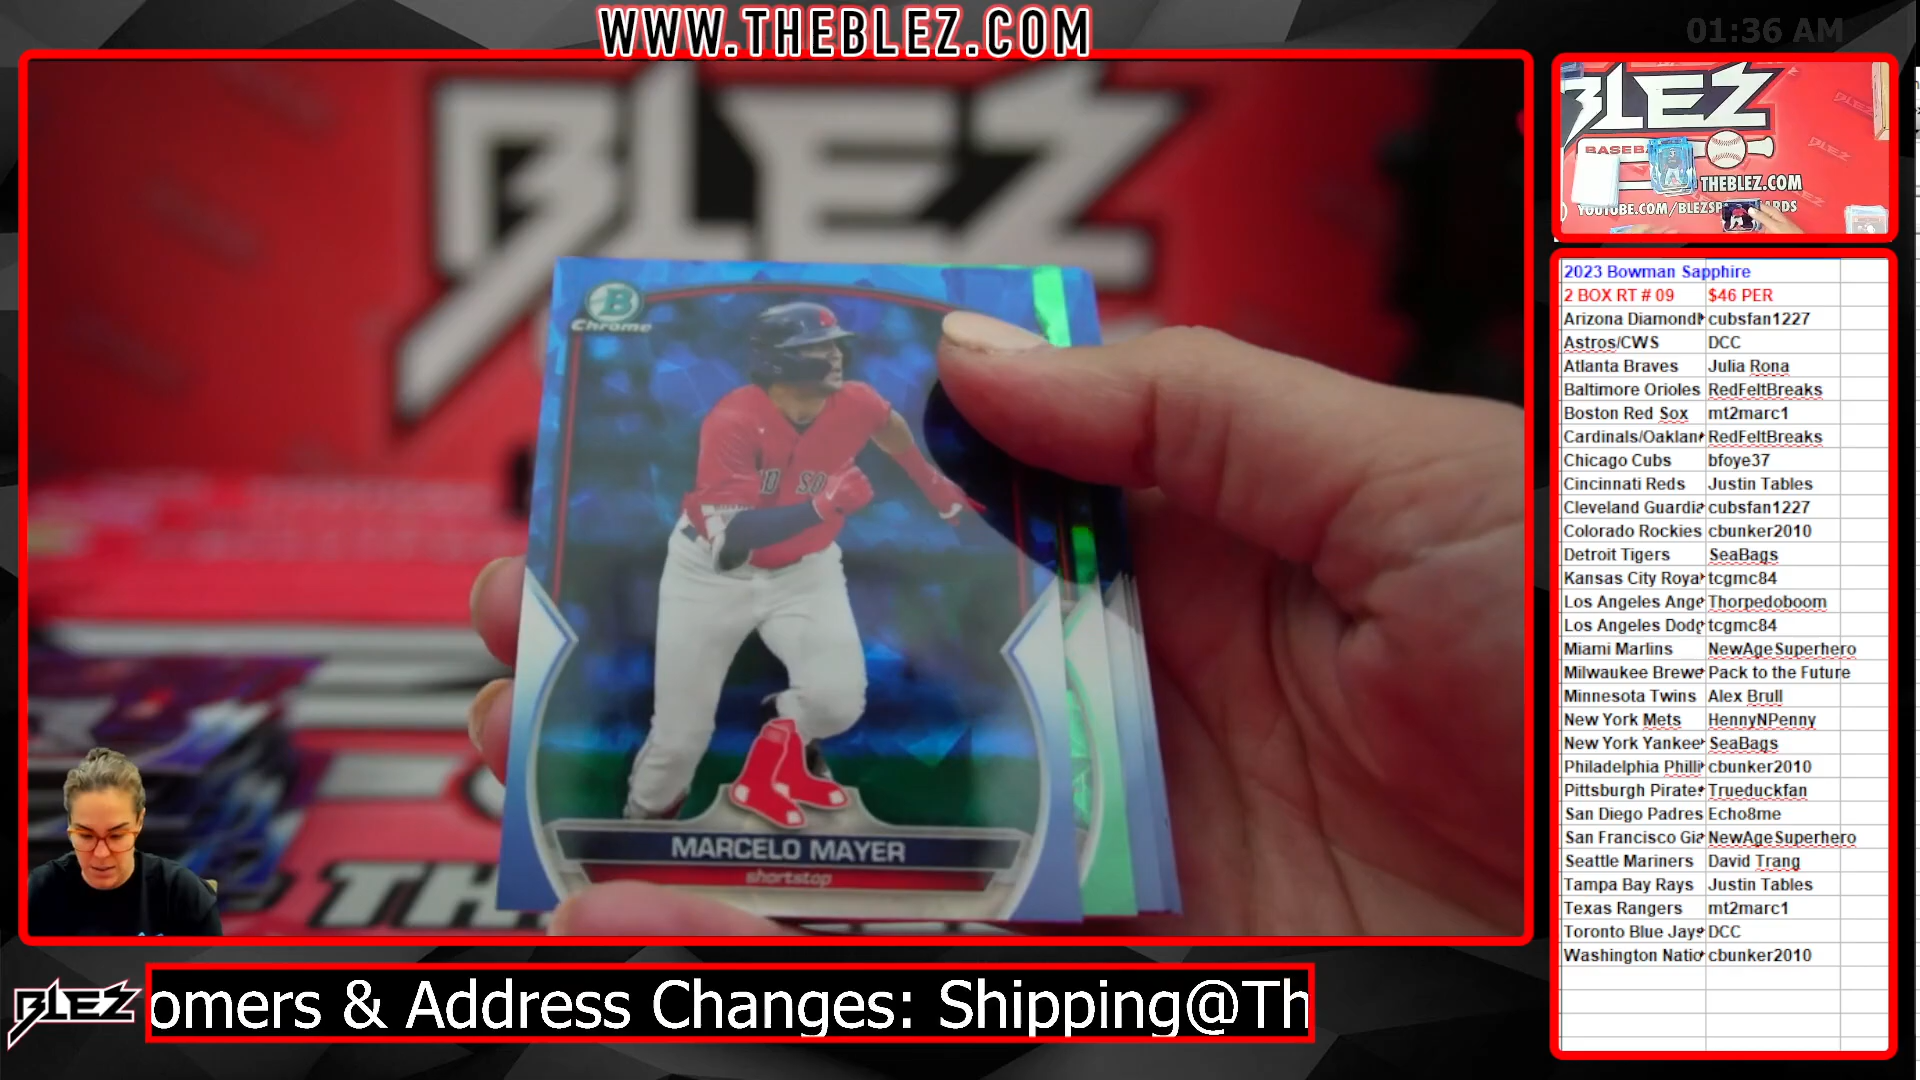 WWW.THEBLEZ.COM
01:36 AM
BLEZ
B
Chrome
MARCELO MAYER
shortstop
TH
BLEZ
THEBLEZ.COM
2023 Bowman Sapphire
2 BOX RT # 09 $46 PER
Arizona Diamondb cubsfan1227
Astros/CWS DCC
Atlanta Braves Julia Rona
Baltimore Orioles RedFeltBreaks
Boston Red Sox mt2marc1
Cardinals/Oaklan RedFeltBreaks
Chicago Cubs bfoye37
Cincinnati Reds Justin Tables
Cleveland Guardia cubsfan1227
Colorado Rockies cbunker2010
Detroit Tigers SeaBags
Kansas City Roya tcgmc84
Los Angeles Ange Thorpedoboom
Los Angeles Dodg tcgmc84
Miami Marlins NewAgeSuperhero
Milwaukee Brewe Pack to the Future
Minnesota Twins Alex Brull
New York Mets HennyNPenny
New York Yankee SeaBags
Philadelphia Philli cbunker2010
Pittsburgh Pirate Trueduckfan
San Diego Padres Echo8me
San Francisco Gia NewAgeSuperhero
Seattle Mariners David Trang
Tampa Bay Rays Justin Tables
Texas Rangers mt2marc1
Toronto Blue Jays DCC
Washington Natio cbunker2010
BLEZ
omers & Address Changes: Shipping@Th